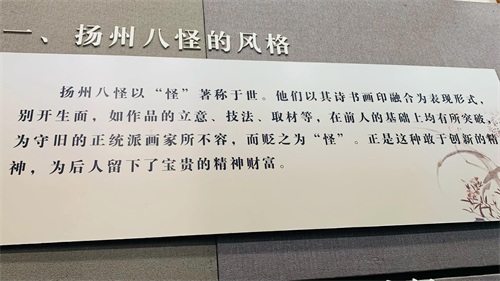 一、扬州八怪的风格
扬州八怪以“怪”著称于世。他们以其诗书画印融合为表现形式，
别开生面，如作品的立意、技法、取材等，在前人的基础上均有所突破，
为守旧的正统派画家所不容，而贬之为“怪”。正是这种敢于创新的精
神，为后人留下了宝贵的精神财富。